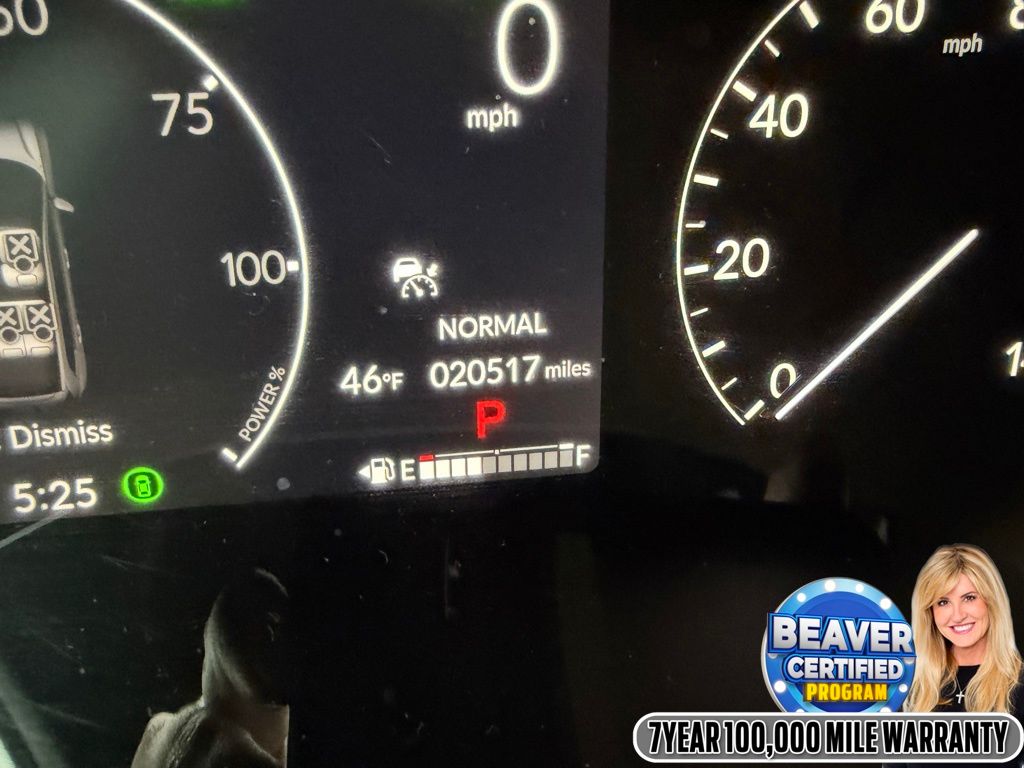 75
100
POWER %
Dismiss
5:25
0
mph
NORMAL
46°F 020517 miles
P
E F
60
mph
40
20
0
BEAVER
CERTIFIED
PROGRAM
7YEAR 100,000 MILE WARRANTY